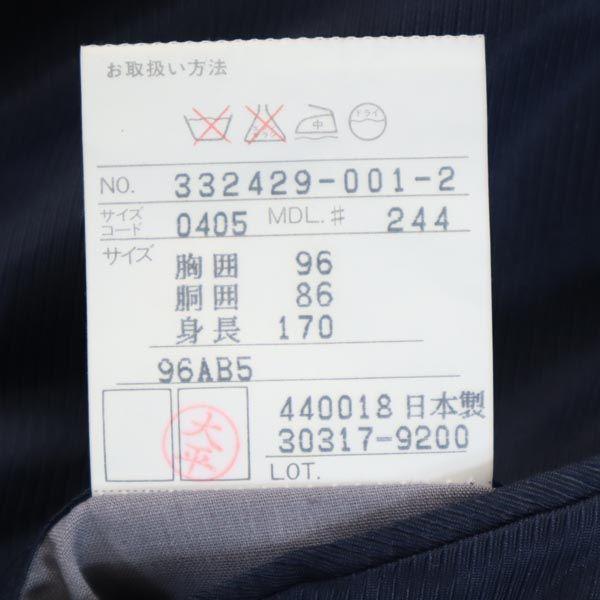 お取扱い方法
中 ドライ
NO. 332429-001-2
サイズコード 0405 MDL.# 244
サイズ
胸囲 96
胴囲 86
身長 170
96AB5
大平
440018 日本製
30317-9200
LOT.